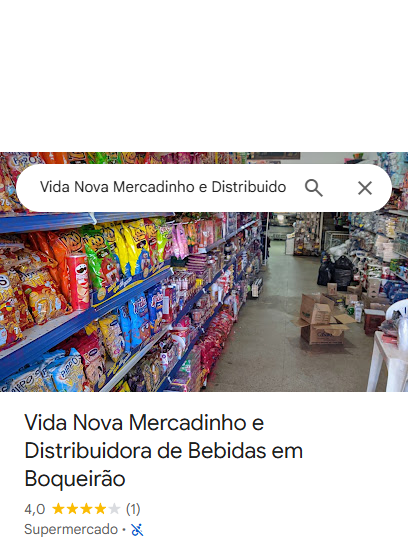 Vida Nova Mercadinho e Distribuido
Vida Nova Mercadinho e
Distribuidora de Bebidas em
Boqueirão
4,0 (1)
Supermercado ·